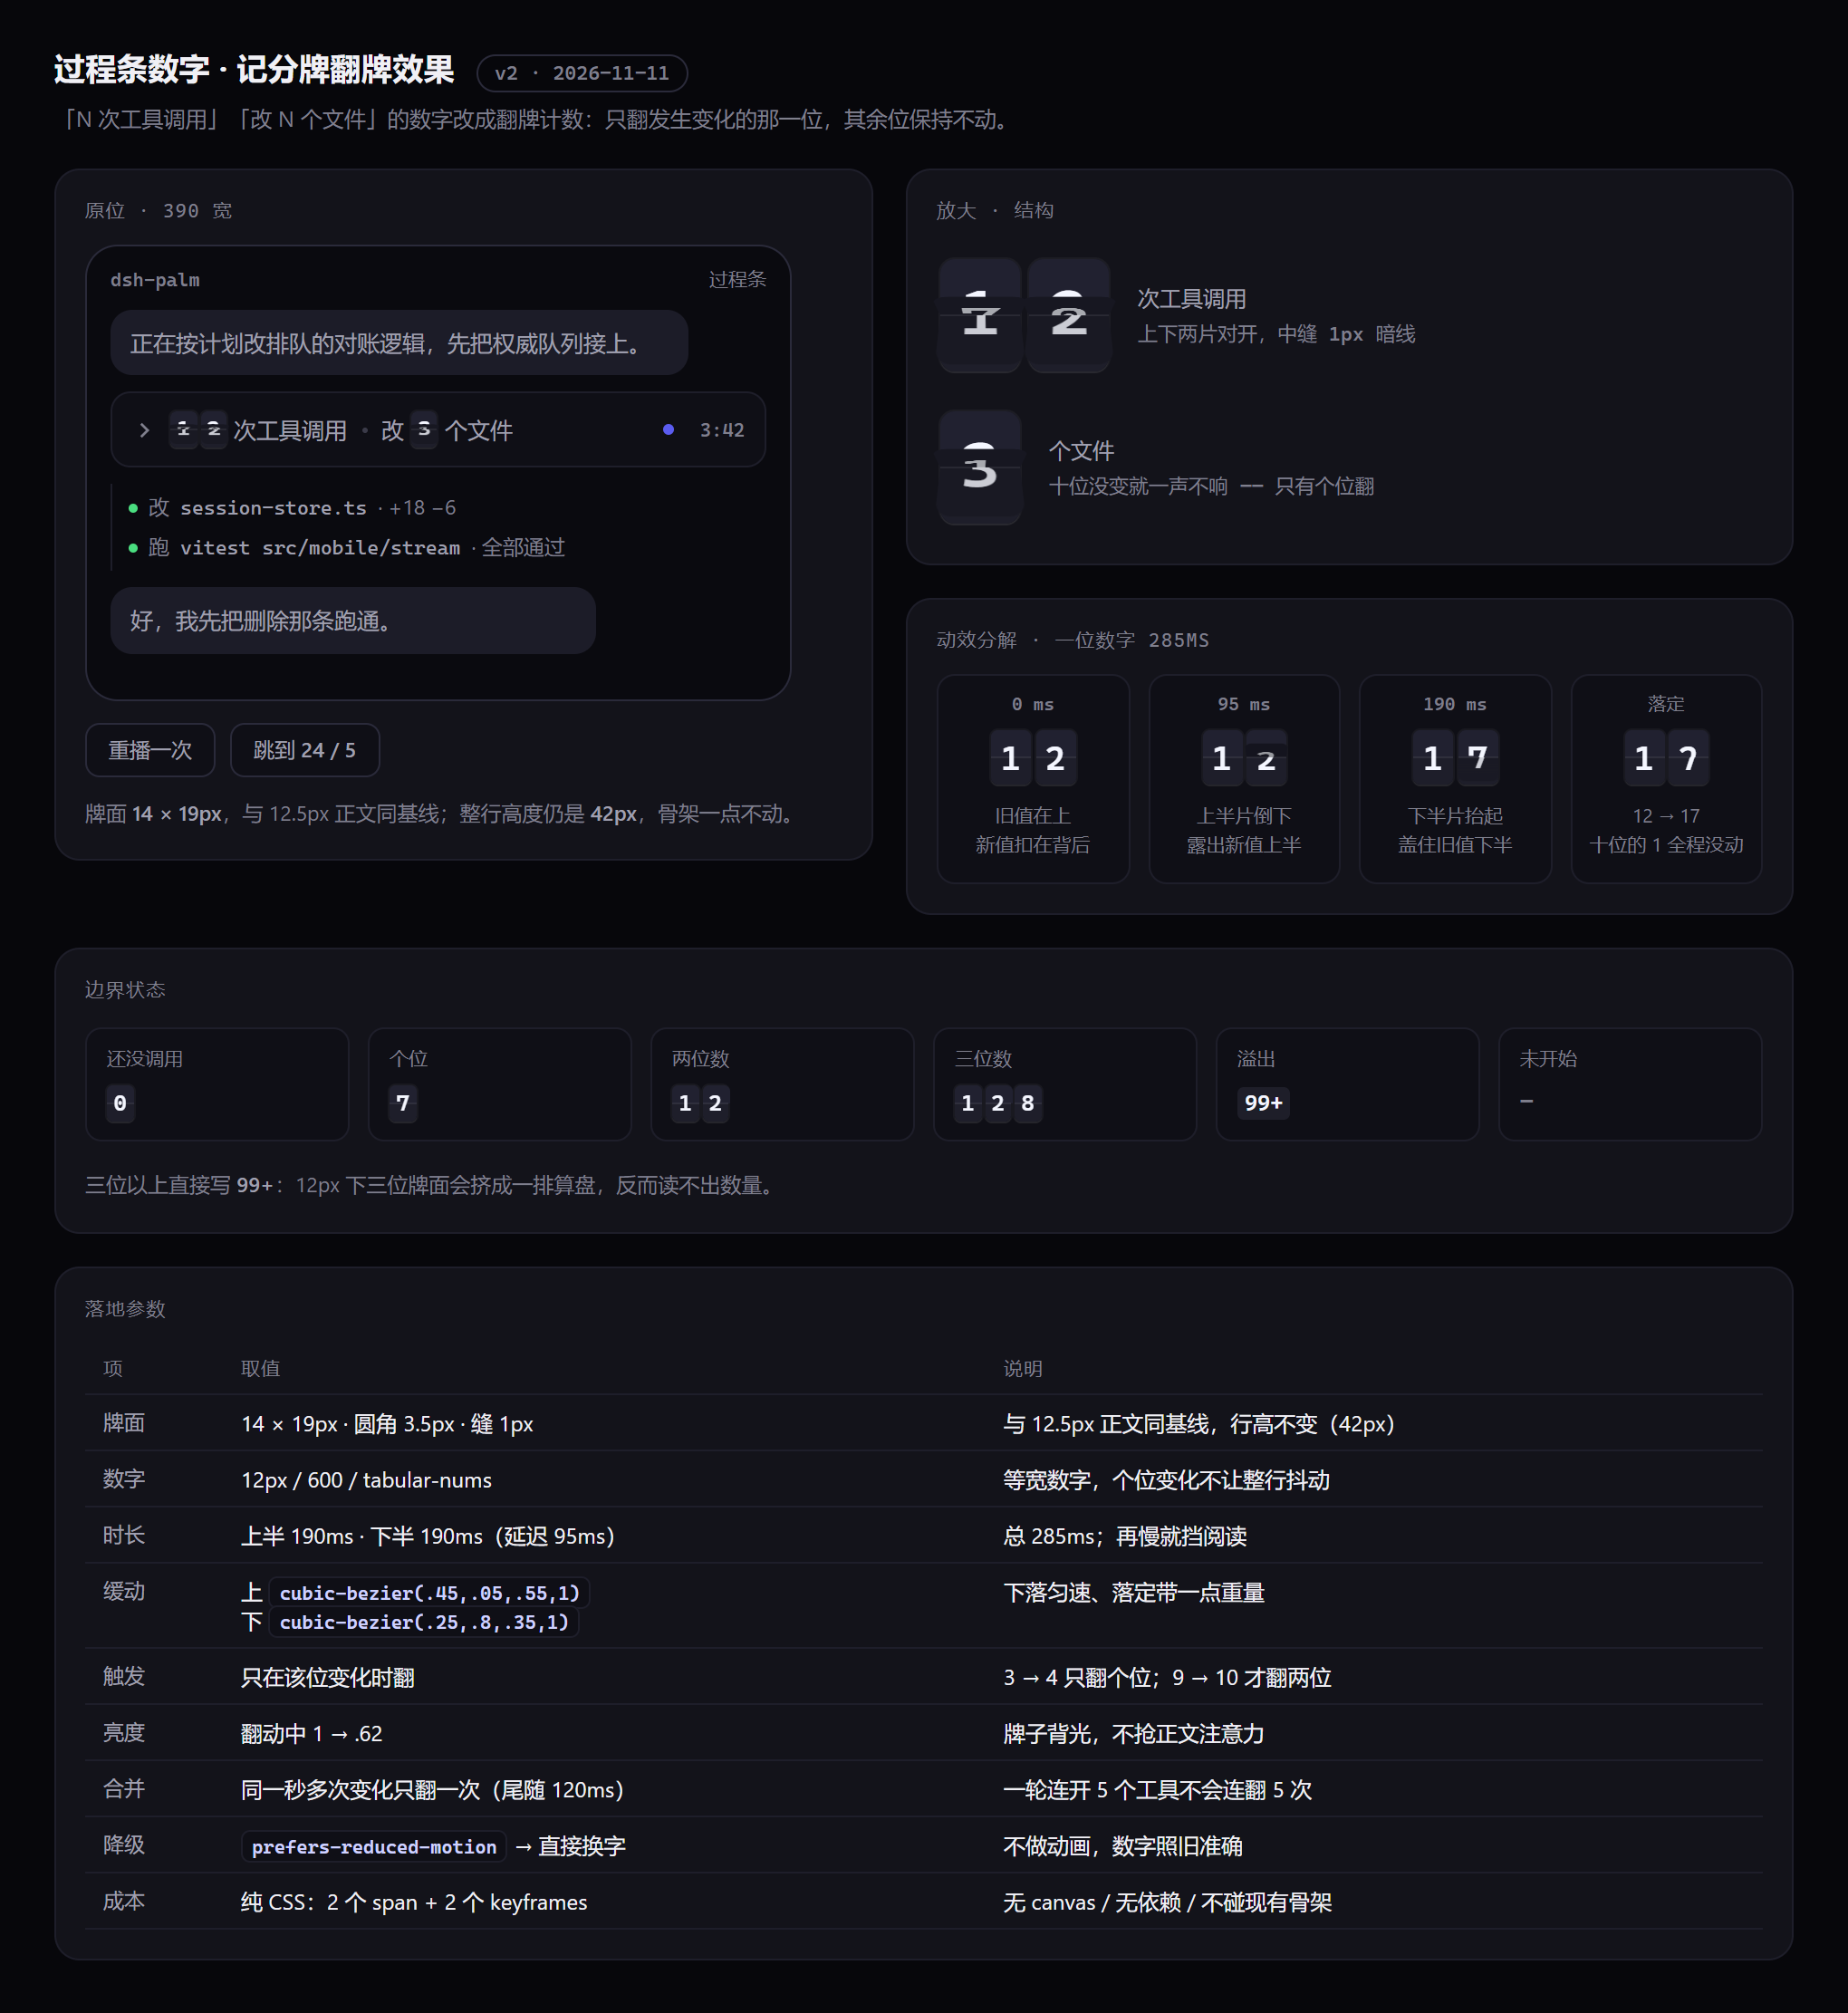 过程条数字 · 记分牌翻牌效果
v2 · 2026-11-11
「N 次工具调用」「改 N 个文件」的数字改成翻牌计数：只翻发生变化的那一位，其余位保持不动。
原位 · 390 宽
dsh-palm
过程条
正在按计划改排队的对账逻辑，先把权威队列接上。
1 2 次工具调用 · 改 3 个文件
3:42
改 session-store.ts · +18 −6
跑 vitest src/mobile/stream · 全部通过
好，我先把删除那条跑通。
重播一次
跳到 24 / 5
牌面 14 × 19px，与 12.5px 正文同基线；整行高度仍是 42px，骨架一点不动。
放大 · 结构
1 2
次工具调用
上下两片对开，中缝 1px 暗线
3
个文件
十位没变就一声不响 —— 只有个位翻
动效分解 · 一位数字 285MS
0 ms
1 2
旧值在上
新值扣在背后
95 ms
1 2
上半片倒下
露出新值上半
190 ms
1 7
下半片抬起
盖住旧值下半
落定
1 7
12 → 17
十位的 1 全程没动
边界状态
还没调用
0
个位
7
两位数
1 2
三位数
1 2 8
溢出
99+
未开始
—
三位以上直接写 99+：12px 下三位牌面会挤成一排算盘，反而读不出数量。
落地参数
项 取值 说明
牌面 14 × 19px · 圆角 3.5px · 缝 1px 与 12.5px 正文同基线，行高不变（42px）
数字 12px / 600 / tabular-nums 等宽数字，个位变化不让整行抖动
时长 上半 190ms · 下半 190ms（延迟 95ms） 总 285ms；再慢就挡阅读
缓动 上 cubic-bezier(.45,.05,.55,1) 下落匀速、落定带一点重量
下 cubic-bezier(.25,.8,.35,1)
触发 只在该位变化时翻 3 → 4 只翻个位；9 → 10 才翻两位
亮度 翻动中 1 → .62 牌子背光，不抢正文注意力
合并 同一秒多次变化只翻一次（尾随 120ms） 一轮连开 5 个工具不会连翻 5 次
降级 prefers-reduced-motion → 直接换字 不做动画，数字照旧准确
成本 纯 CSS：2 个 span + 2 个 keyframes 无 canvas / 无依赖 / 不碰现有骨架